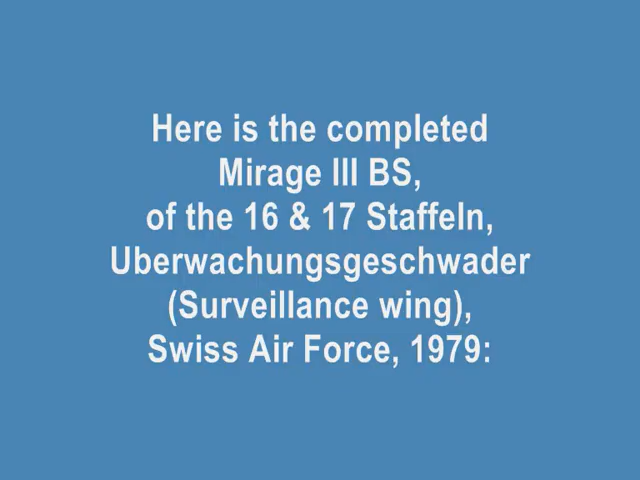 Here is the completed
Mirage III BS,
of the 16 & 17 Staffeln,
Uberwachungsgeschwader
(Surveillance wing),
Swiss Air Force, 1979: